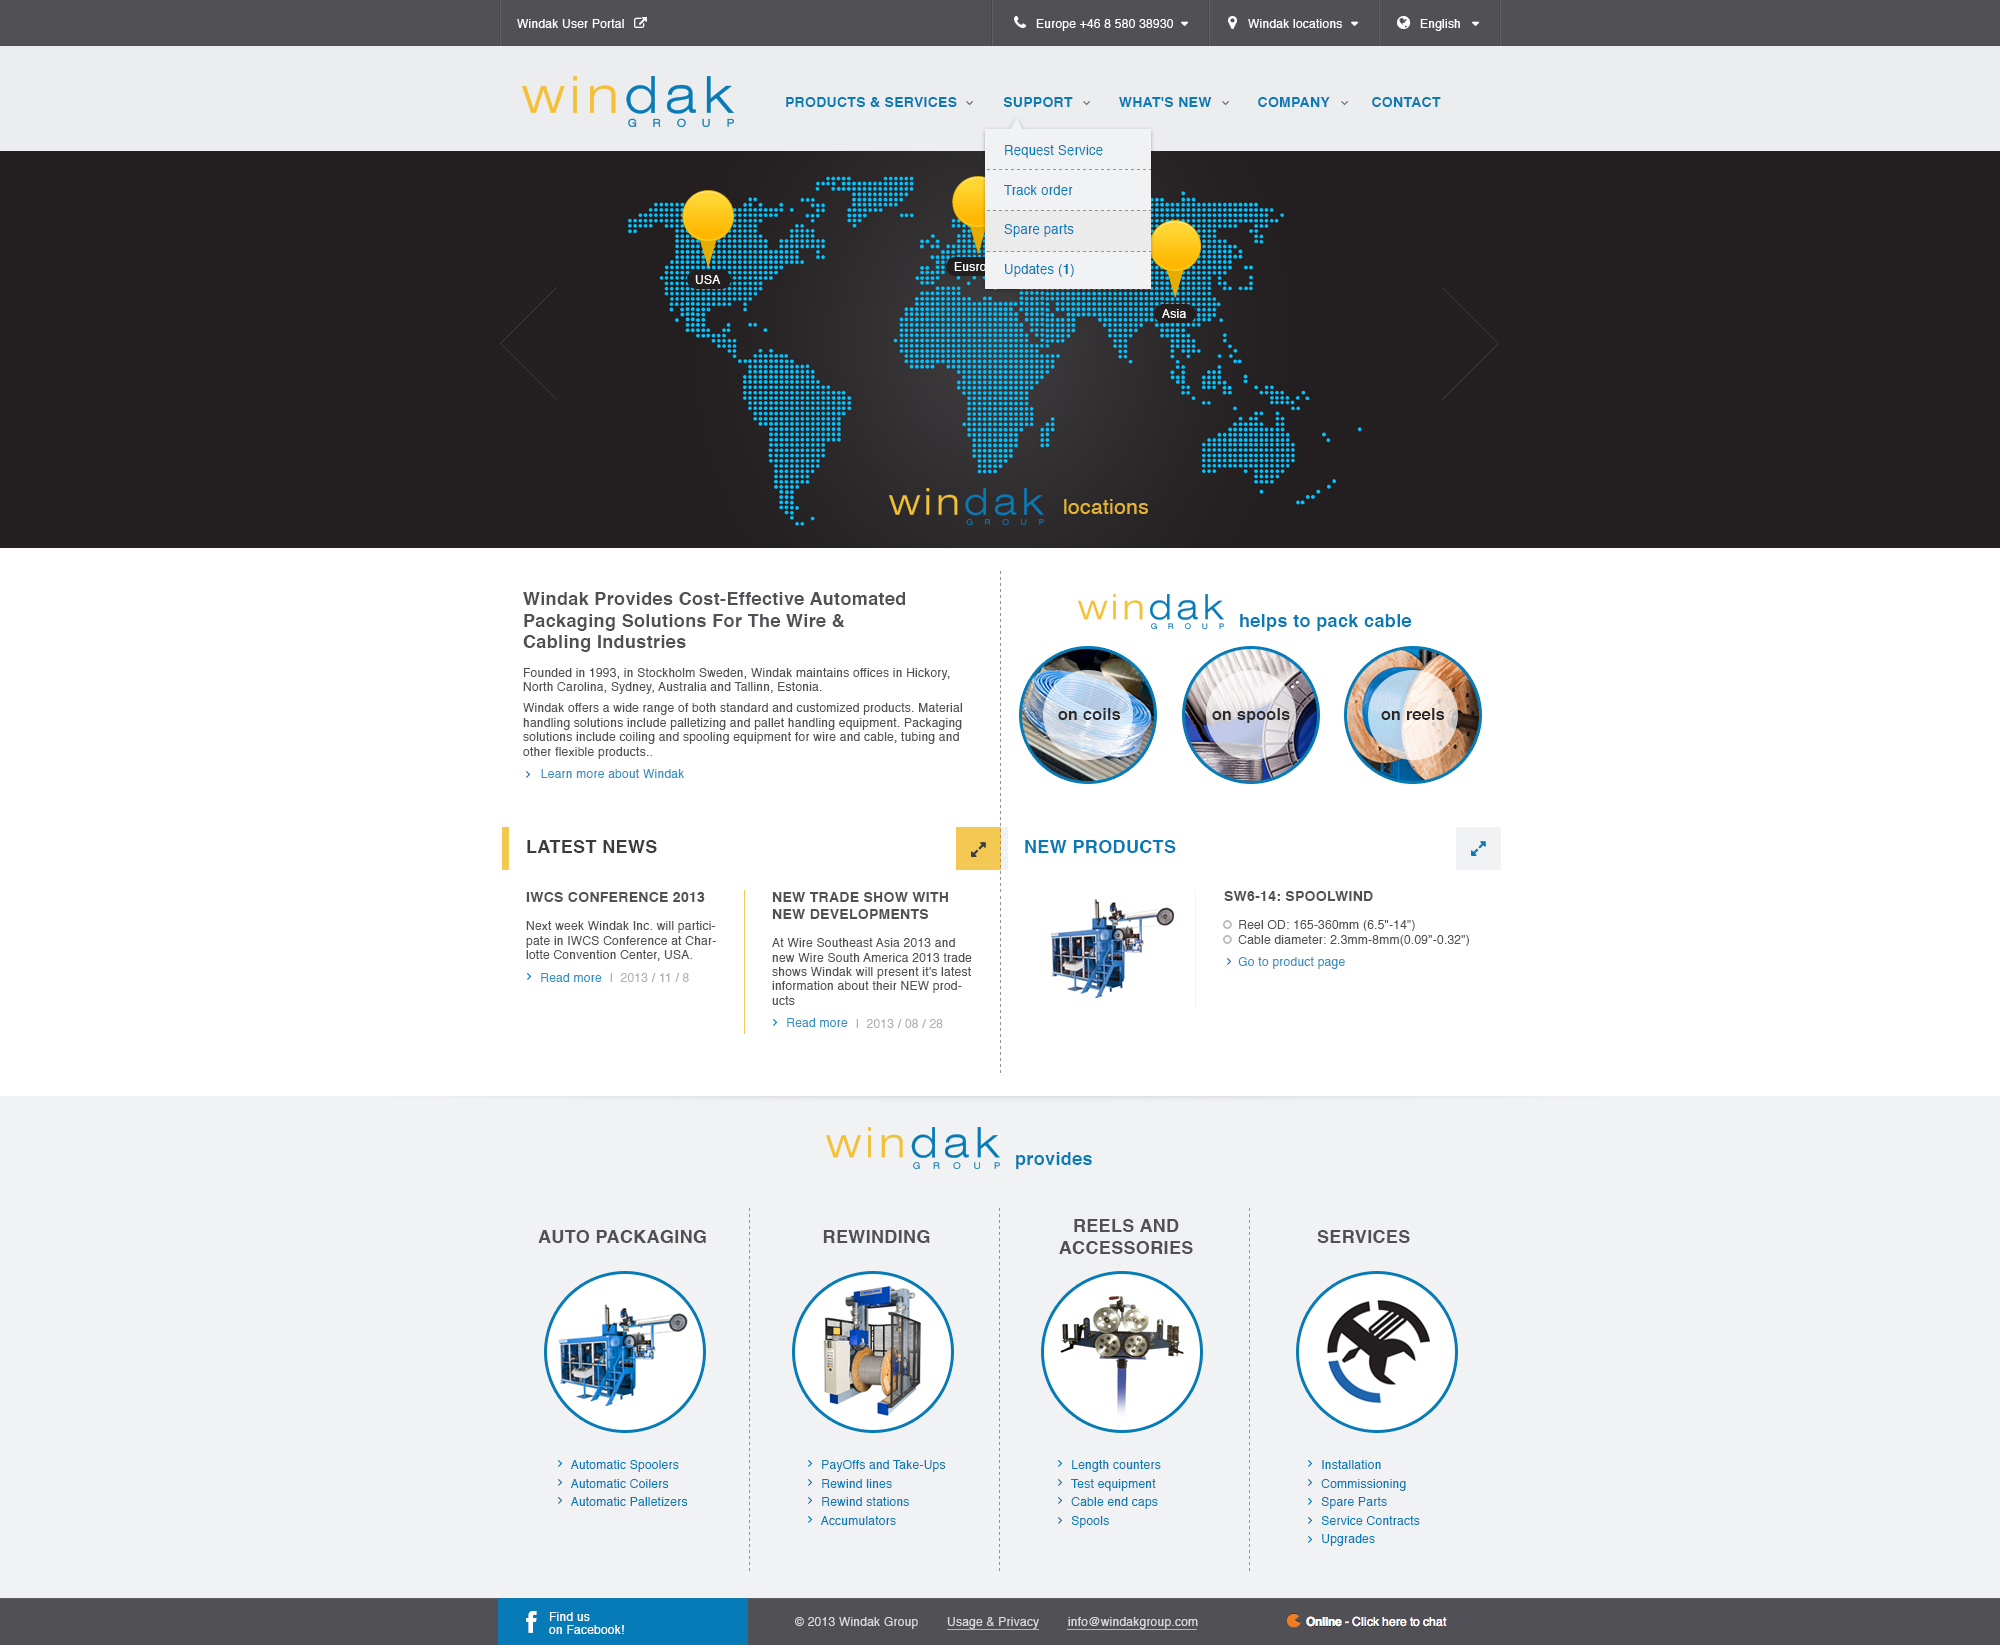 Windak User Portal
Europe +46 8 580 38930
Windak locations
English
windak
GROUP
PRODUCTS & SERVICES
SUPPORT
WHAT'S NEW
COMPANY
CONTACT
Request Service
Track order
Spare parts
Updates (1)
USA
Eusro
Asia
windak
GROUP
locations
Windak Provides Cost-Effective Automated
Packaging Solutions For The Wire &
Cabling Industries
Founded in 1993, in Stockholm Sweden, Windak maintains offices in Hickory,
North Carolina, Sydney, Australia and Tallinn, Estonia.
Windak offers a wide range of both standard and customized products. Material
handling solutions include palletizing and pallet handling equipment. Packaging
solutions include coiling and spooling equipment for wire and cable, tubing and
other flexible products..
Learn more about Windak
windak
GROUP
helps to pack cable
on coils
on spools
on reels
LATEST NEWS
IWCS CONFERENCE 2013
Next week Windak Inc. will partici-
pate in IWCS Conference at Char-
lotte Convention Center, USA.
Read more | 2013 / 11 / 8
NEW TRADE SHOW WITH
NEW DEVELOPMENTS
At Wire Southeast Asia 2013 and
new Wire South America 2013 trade
shows Windak will present it's latest
information about their NEW prod-
ucts
Read more | 2013 / 08 / 28
NEW PRODUCTS
SW6-14: SPOOLWIND
Reel OD: 165-360mm (6.5"-14")
Cable diameter: 2.3mm-8mm(0.09"-0.32")
Go to product page
windak
GROUP
provides
AUTO PACKAGING
Automatic Spoolers
Automatic Coilers
Automatic Palletizers
REWINDING
PayOffs and Take-Ups
Rewind lines
Rewind stations
Accumulators
REELS AND
ACCESSORIES
Length counters
Test equipment
Cable end caps
Spools
SERVICES
Installation
Commissioning
Spare Parts
Service Contracts
Upgrades
Find us
on Facebook!
© 2013 Windak Group
Usage & Privacy
info@windakgroup.com
Online - Click here to chat